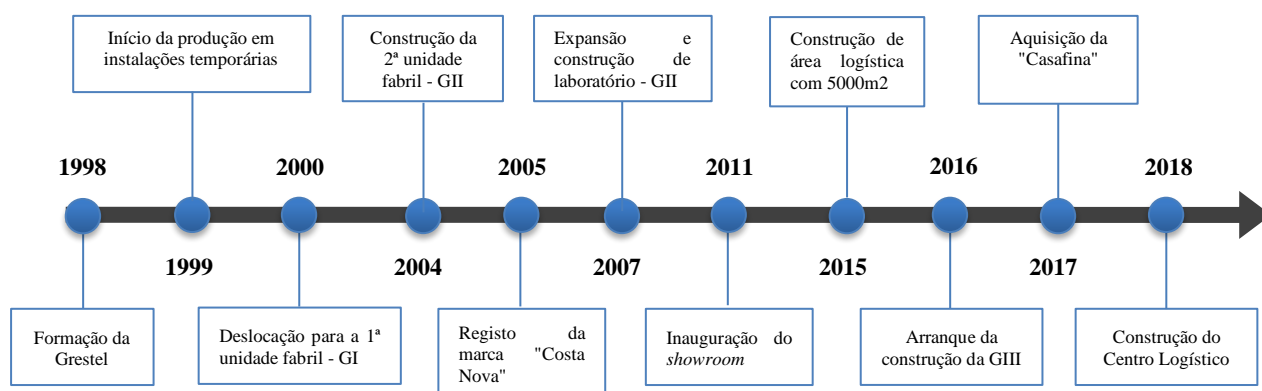 Início da produção em
instalações temporárias
Construção da
2ª unidade
fabril - GII
Expansão e
construção de
laboratório - GII
Construção de
área logística
com 5000m2
Aquisição da
"Casafina"
1998
2000
2005
2011
2016
2018
1999
2004
2007
2015
2017
Formação da
Grestel
Deslocação para a 1ª
unidade fabril - GI
Registo da
marca "Costa
Nova"
Inauguração do
showroom
Arranque da
construção da GIII
Construção do
Centro Logístico